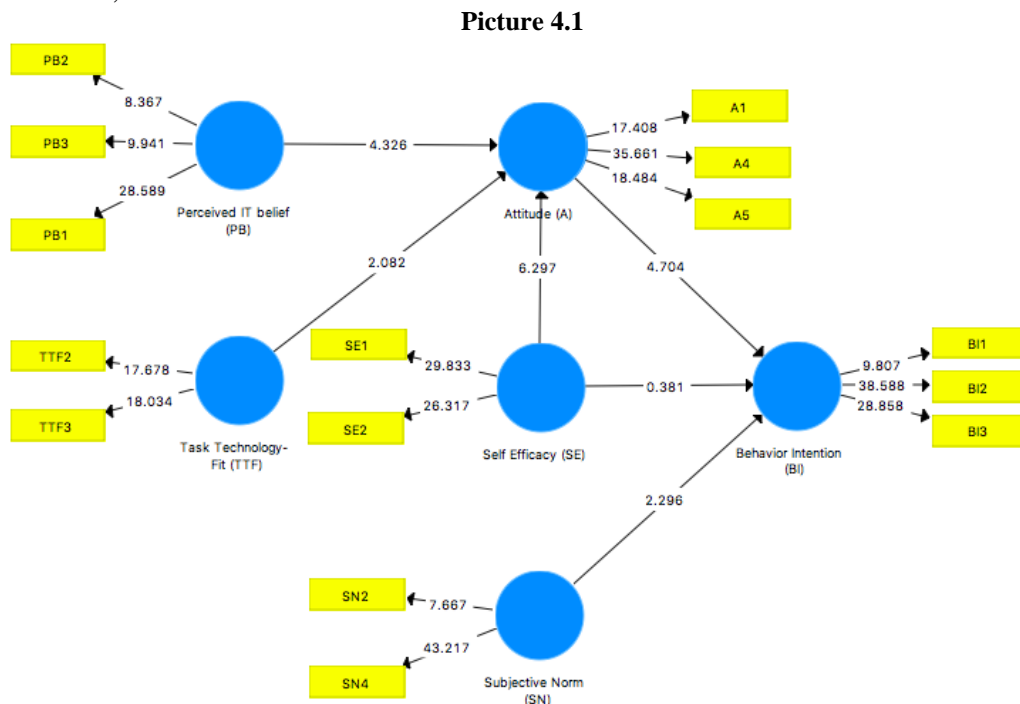 Picture 4.1
PB2
8.367
PB3
9.941
28.589
PB1
Perceived IT belief
(PB)
4.326
A1
17.408
35.661
A4
18.484
A5
Attitude (A)
2.082
6.297
4.704
TTF2
17.678
18.034
TTF3
Task Technology-
Fit (TTF)
SE1
29.833
26.317
SE2
Self Efficacy (SE)
0.381
BI1
9.807
38.588
BI2
28.858
BI3
Behavior Intention
(BI)
2.296
SN2
7.667
43.217
SN4
Subjective Norm
(SN)